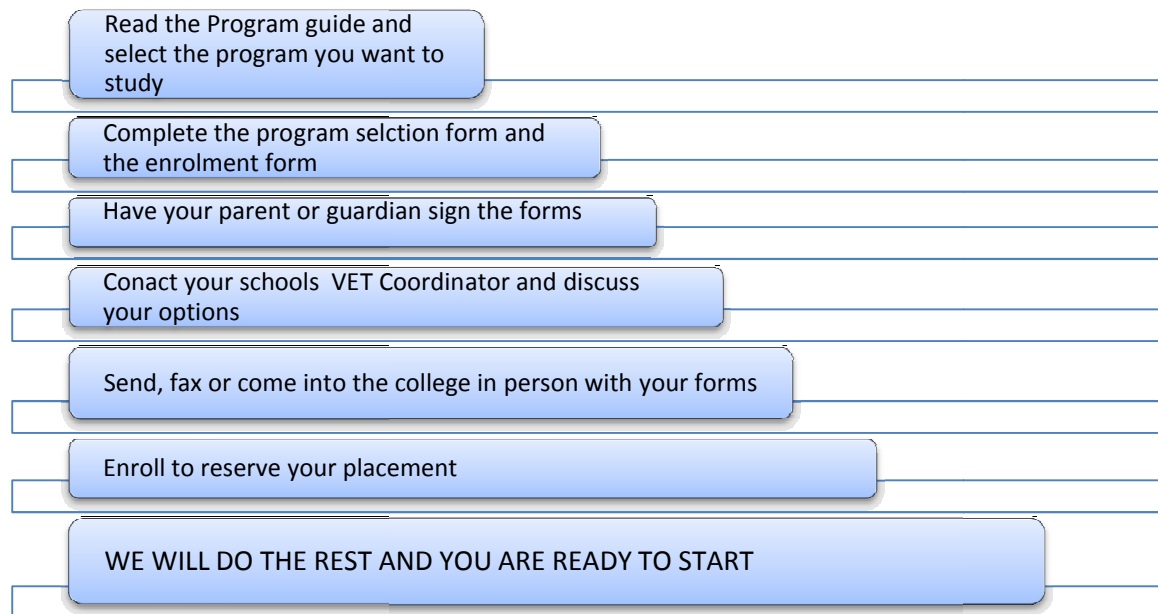 Read the Program guide and
select the program you want to
study
Complete the program selction form and
the enrolment form
Have your parent or guardian sign the forms
Conact your schools  VET Coordinator and discuss
your options
Send, fax or come into the college in person with your forms
Enroll to reserve your placement
WE WILL DO THE REST AND YOU ARE READY TO START